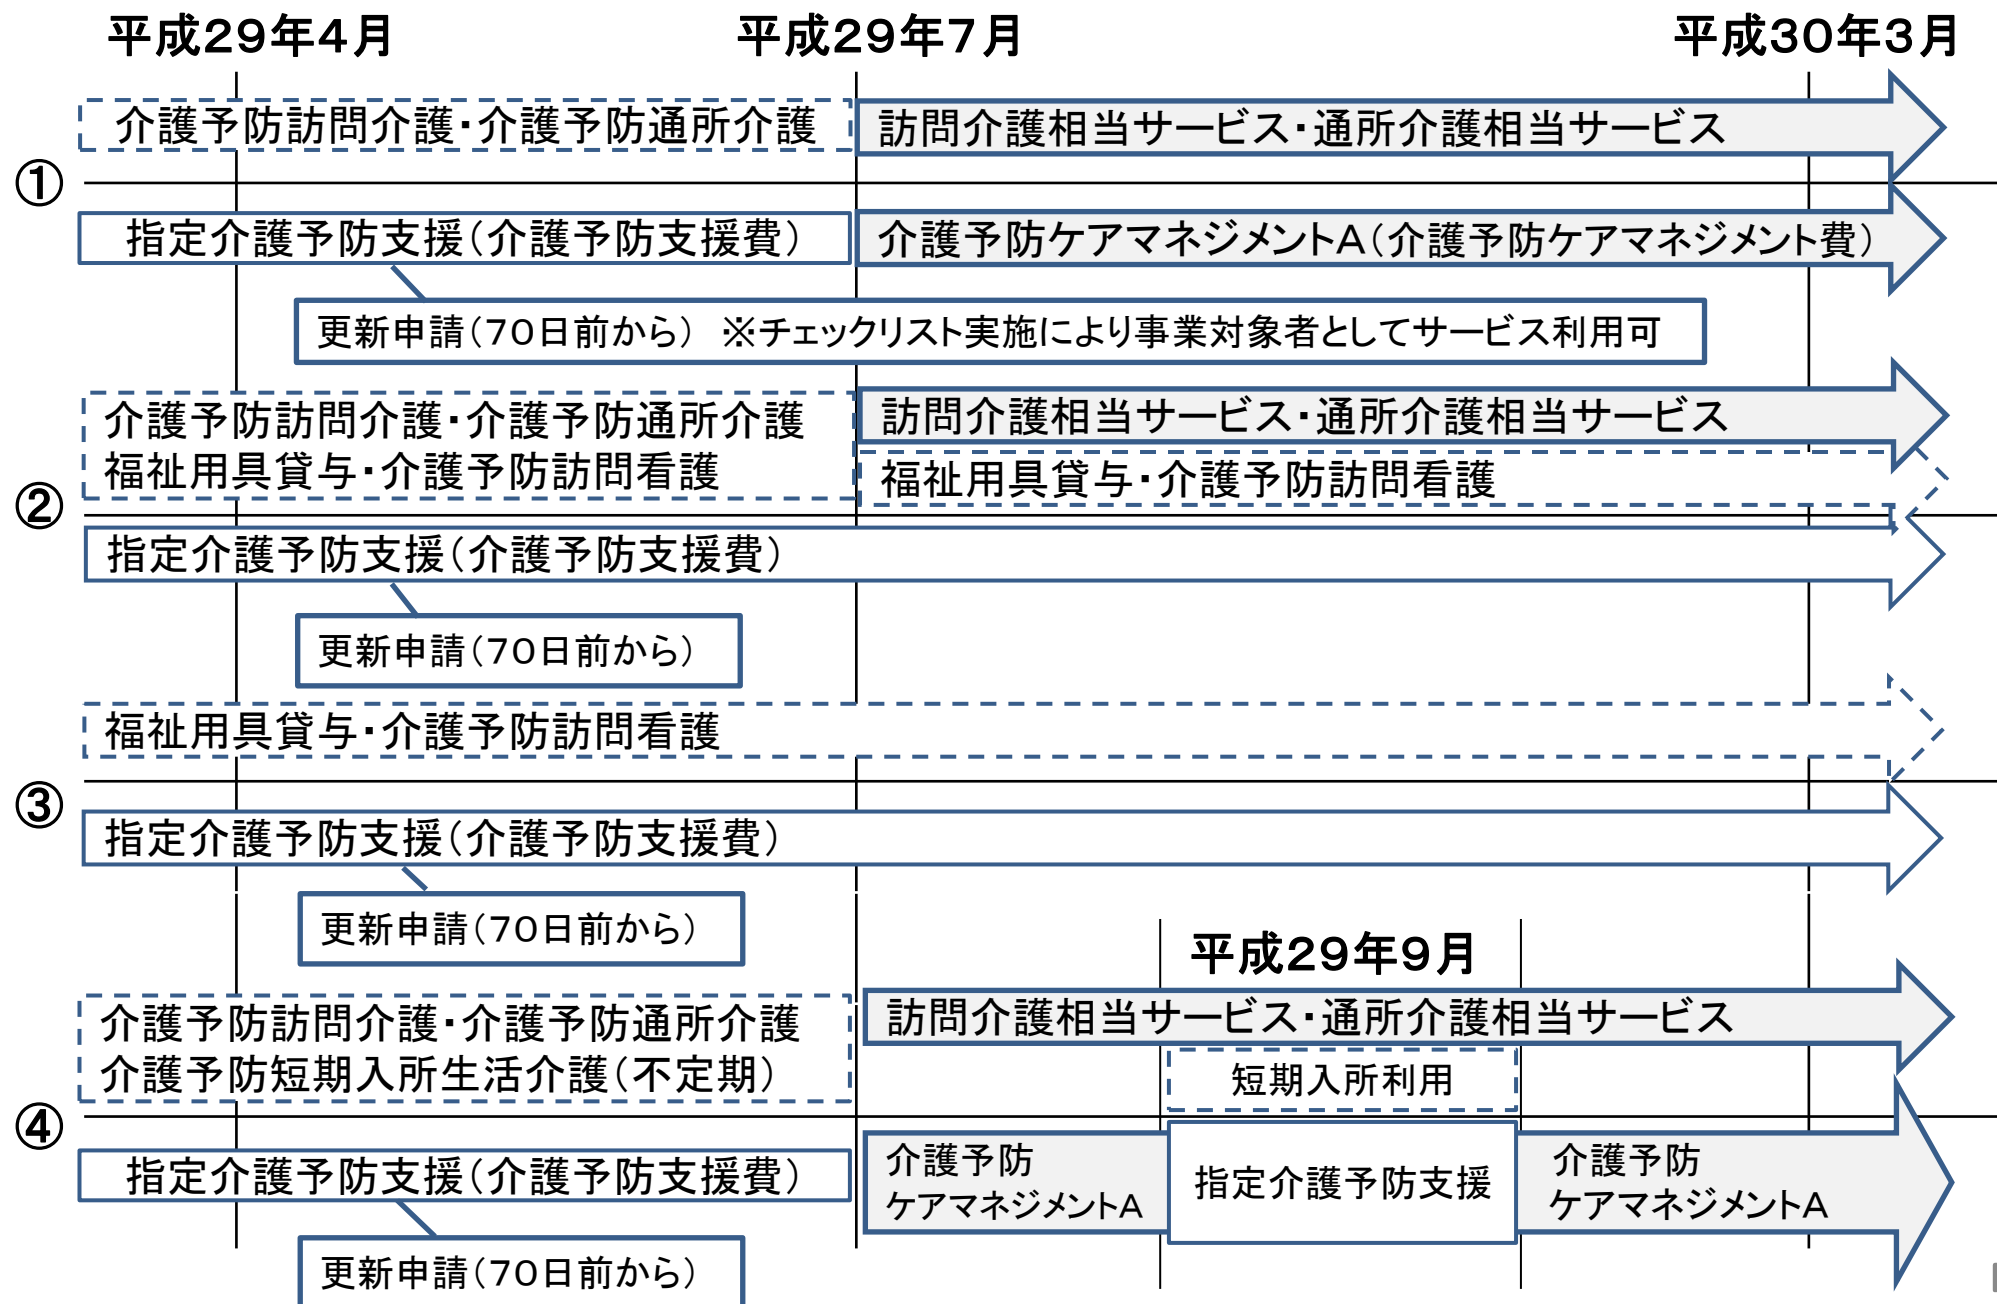 平成29年4月
平成29年7月
平成30年3月
介護予防訪問介護・介護予防通所介護
訪問介護相当サービス・通所介護相当サービス
①
指定介護予防支援(介護予防支援費)
介護予防ケアマネジメントA(介護予防ケアマネジメント費)
更新申請(70日前から) ※チェックリスト実施により事業対象者としてサービス利用可
介護予防訪問介護・介護予防通所介護
福祉用具貸与・介護予防訪問看護
訪問介護相当サービス・通所介護相当サービス
福祉用具貸与・介護予防訪問看護
②
指定介護予防支援(介護予防支援費)
更新申請(70日前から)
福祉用具貸与・介護予防訪問看護
③
指定介護予防支援(介護予防支援費)
更新申請(70日前から)
平成29年9月
介護予防訪問介護・介護予防通所介護
介護予防短期入所生活介護(不定期)
訪問介護相当サービス・通所介護相当サービス
短期入所利用
④
指定介護予防支援(介護予防支援費)
介護予防
ケアマネジメントA
指定介護予防支援
介護予防
ケアマネジメントA
更新申請(70日前から)